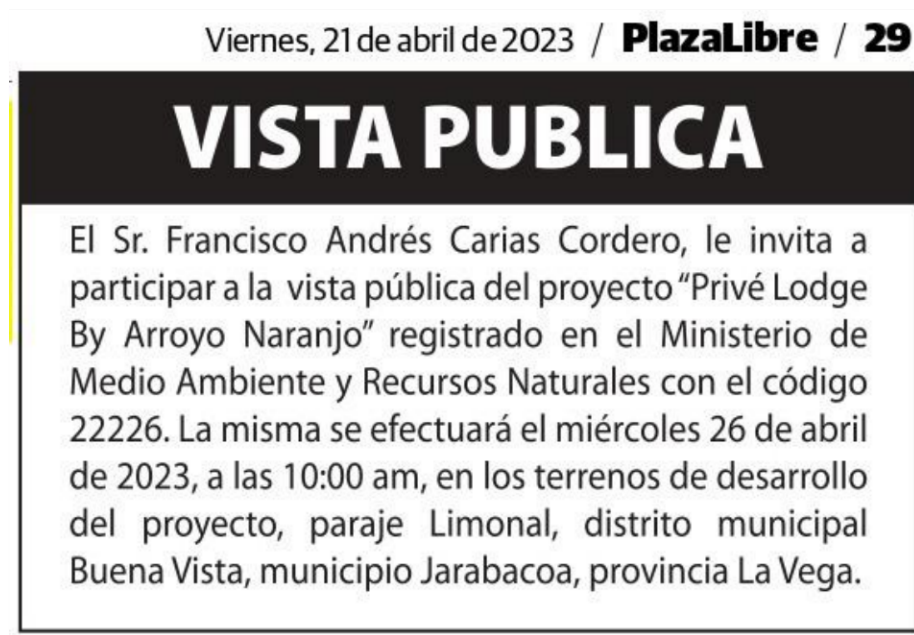 Viernes, 21 de abril de 2023 / PlazaLibre / 29
VISTA PUBLICA
El Sr. Francisco Andrés Carias Cordero, le invita a
participar a la vista pública del proyecto “Privé Lodge
By Arroyo Naranjo” registrado en el Ministerio de
Medio Ambiente y Recursos Naturales con el código
22226. La misma se efectuará el miércoles 26 de abril
de 2023, a las 10:00 am, en los terrenos de desarrollo
del proyecto, paraje Limonal, distrito municipal
Buena Vista, municipio Jarabacoa, provincia La Vega.